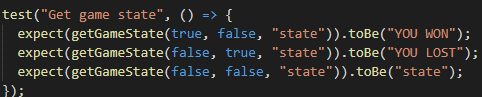 test("Get game state", () => {
  expect(getGameState(true, false, "state")).toBe("YOU WON");
  expect(getGameState(false, true, "state")).toBe("YOU LOST");
  expect(getGameState(false, false, "state")).toBe("state");
});